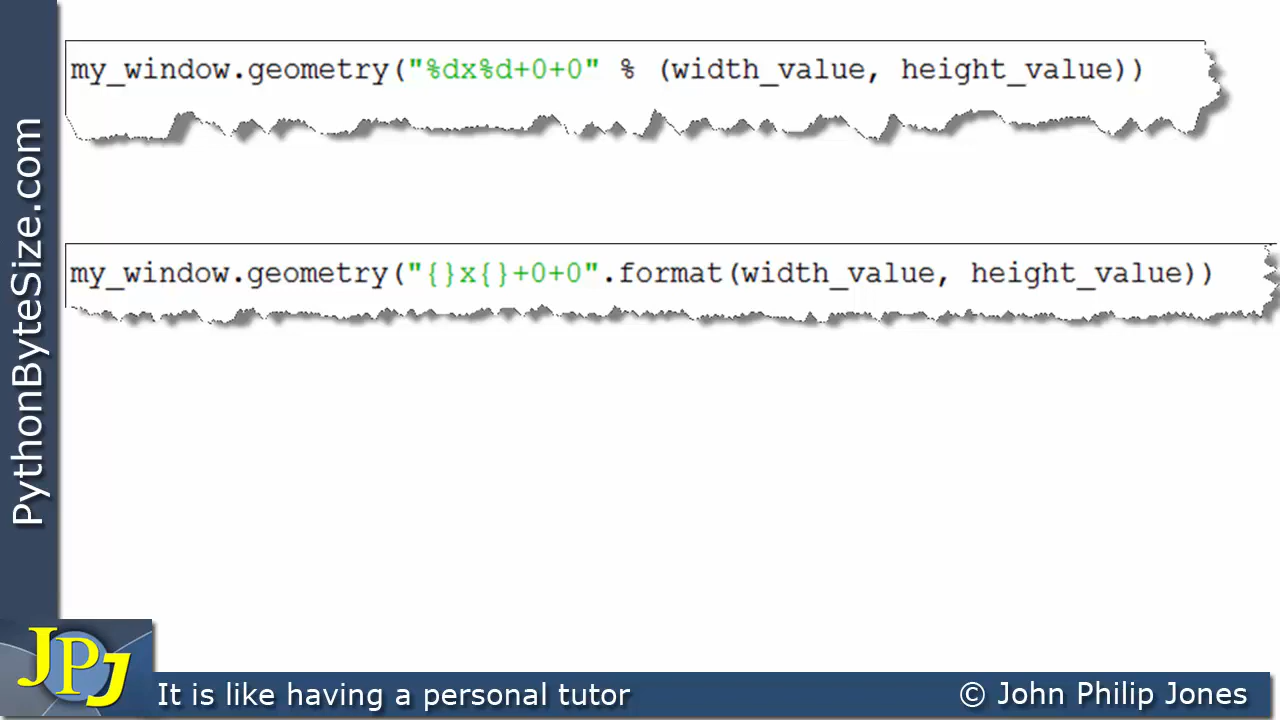 my_window.geometry("%dx%d+0+0" % (width_value, height_value))
my_window.geometry("{}x{}+0+0".format(width_value, height_value))
PythonByteSize.com
JPJ
It is like having a personal tutor
© John Philip Jones